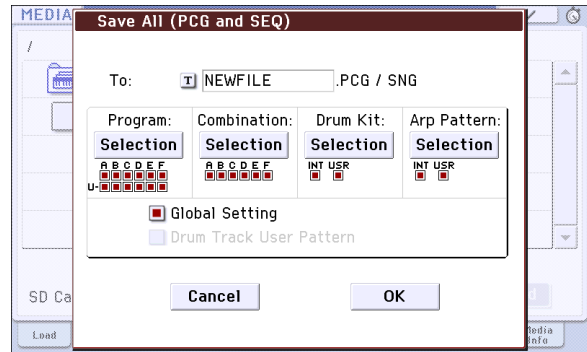 MEDIA
Save All (PCG and SEQ)
/
To: T NEWFILE .PCG / SNG
Program: Combination: Drum Kit: Arp Pattern:
Selection Selection Selection Selection
A B C D E F A B C D E F INT USR INT USR
U-
Global Setting
Drum Track User Pattern
SD Ca
Cancel OK
Load
Media
Info